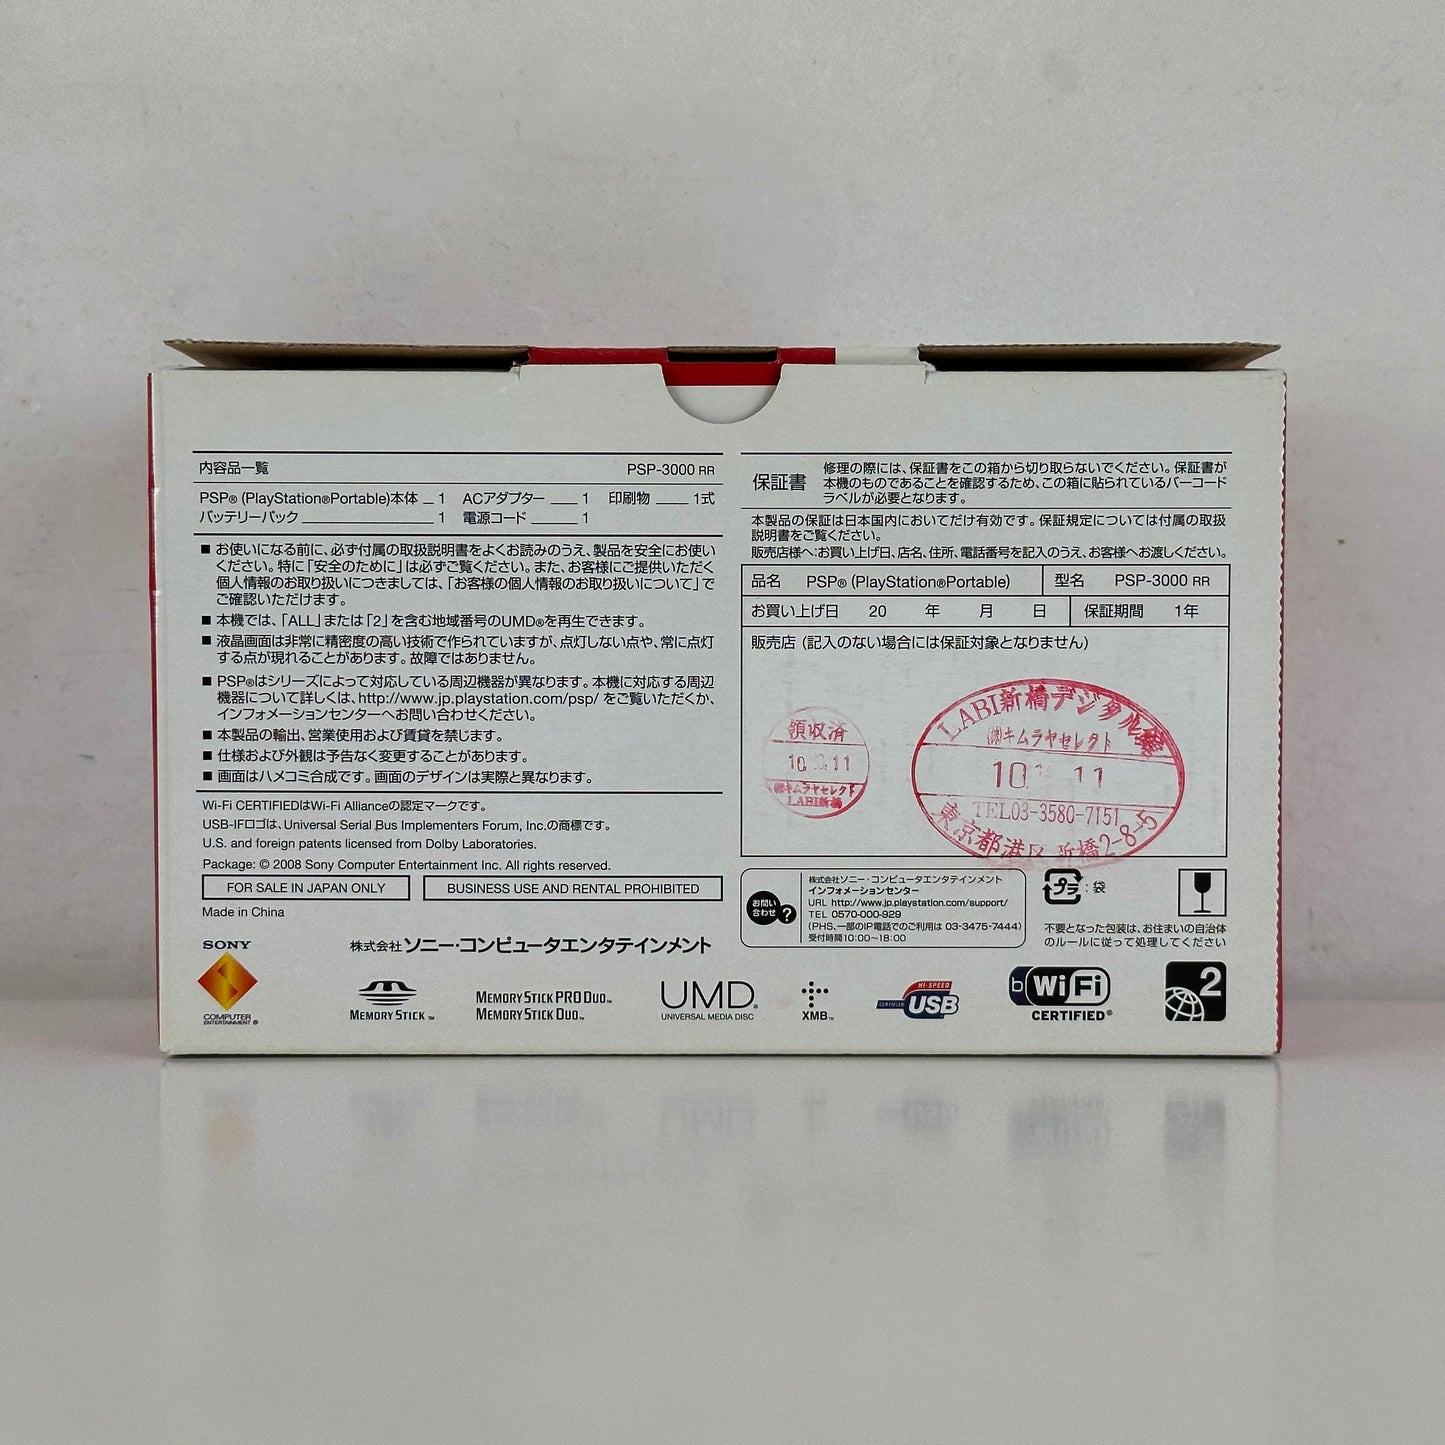 内容品一覧 PSP-3000 RR
PSP® (PlayStation®Portable)本体 1 ACアダプター 1 印刷物 1式
バッテリーパック 1 電源コード 1
■ お使いになる前に、必ず付属の取扱説明書をよくお読みのうえ、製品を安全にお使い
ください。特に「安全のために」は必ずご覧ください。また、お客様にご提供いただく
個人情報のお取り扱いにつきましては、「お客様の個人情報のお取り扱いについて」で
ご確認いただけます。
■ 本機では、「ALL」または「2」を含む地域番号のUMD®を再生できます。
■ 液晶画面は非常に精密度の高い技術で作られていますが、点灯しない点や、常に点灯
する点が現れることがあります。故障ではありません。
■ PSP®はシリーズによって対応している周辺機器が異なります。本機に対応する周辺
機器について詳しくは、http://www.jp.playstation.com/psp/ をご覧いただくか、
インフォメーションセンターへお問い合わせください。
■ 本製品の輸出、営業使用および賃貸を禁じます。
■ 仕様および外観は予告なく変更することがあります。
■ 画面はハメコミ合成です。画面のデザインは実際と異なります。
Wi-Fi CERTIFIEDはWi-Fi Allianceの認定マークです。
USB-IFロゴは、Universal Serial Bus Implementers Forum, Inc.の商標です。
U.S. and foreign patents licensed from Dolby Laboratories.
Package: © 2008 Sony Computer Entertainment Inc. All rights reserved.
FOR SALE IN JAPAN ONLY BUSINESS USE AND RENTAL PROHIBITED
Made in China
保証書
修理の際には、保証書をこの箱から切り取らないでください。保証書が
本機のものであることを確認するため、この箱に貼られているバーコード
ラベルが必要となります。
本製品の保証は日本国内においてだけ有効です。保証規定については付属の取扱
説明書をご覧ください。
販売店様へ:お買い上げ日、店名、住所、電話番号を記入のうえ、お客様へお渡しください。
品名 PSP® (PlayStation®Portable) 型名 PSP-3000 RR
お買い上げ日 20 年 月 日 保証期間 1年
販売店 (記入のない場合には保証対象となりません)
領収済
10 11
㈱キムラヤセレクト
LABI新橋
LABI新橋デジタル館
㈱キムラヤセレクト
10 11
TEL03-3580-7151
東京都港区新橋2-8-5
お問い合わせ ?
株式会社ソニー・コンピュータエンタテインメント
インフォメーションセンター
URL http://www.jp.playstation.com/support/
TEL 0570-000-929
(PHS、一部のIP電話でのご利用は 03-3475-7444)
受付時間10:00~18:00
プラ : 袋
不要となった包装は、お住まいの自治体
のルールに従って処理してください
SONY
COMPUTER
ENTERTAINMENT ®
株式会社ソニー・コンピュータエンタテインメント
MEMORY STICK ™
MEMORY STICK PRO DUO™
MEMORY STICK DUO™
UMD®
UNIVERSAL MEDIA DISC
XMB™
HI-SPEED
CERTIFIED USB
b Wi Fi
CERTIFIED®
2